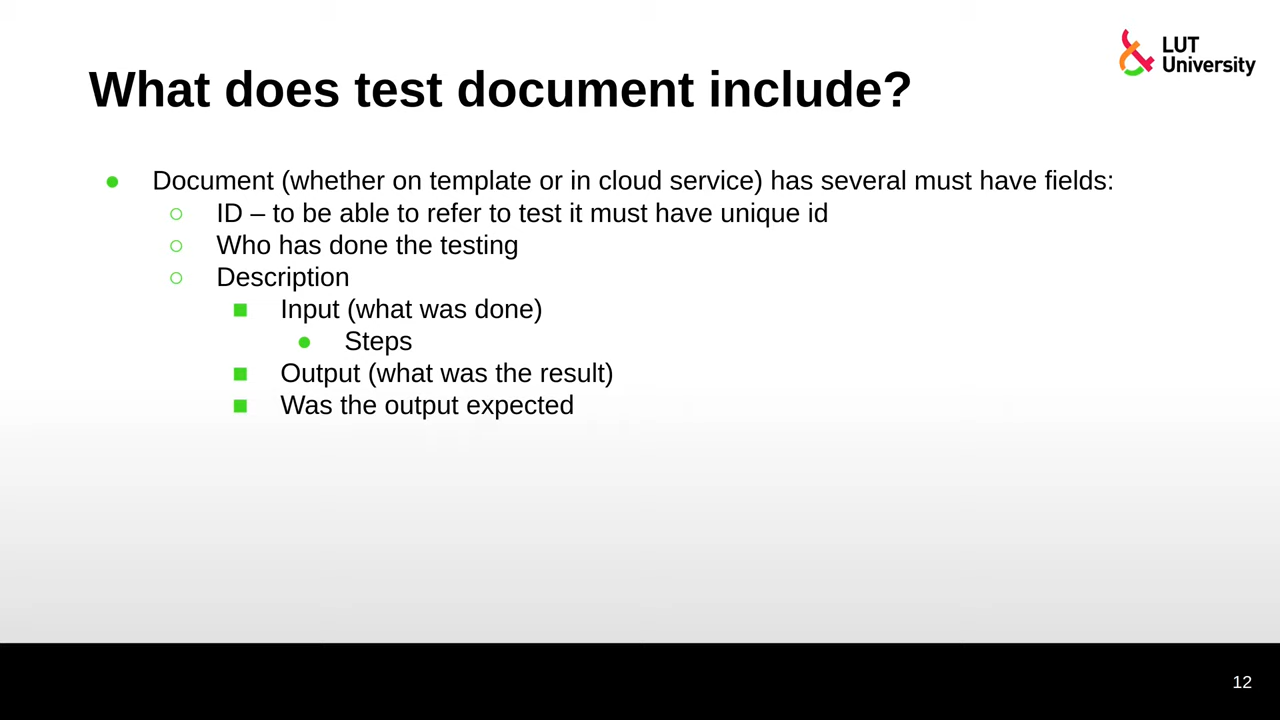 LUT
University
What does test document include?
Document (whether on template or in cloud service) has several must have fields:
ID – to be able to refer to test it must have unique id
Who has done the testing
Description
Input (what was done)
Steps
Output (what was the result)
Was the output expected
12